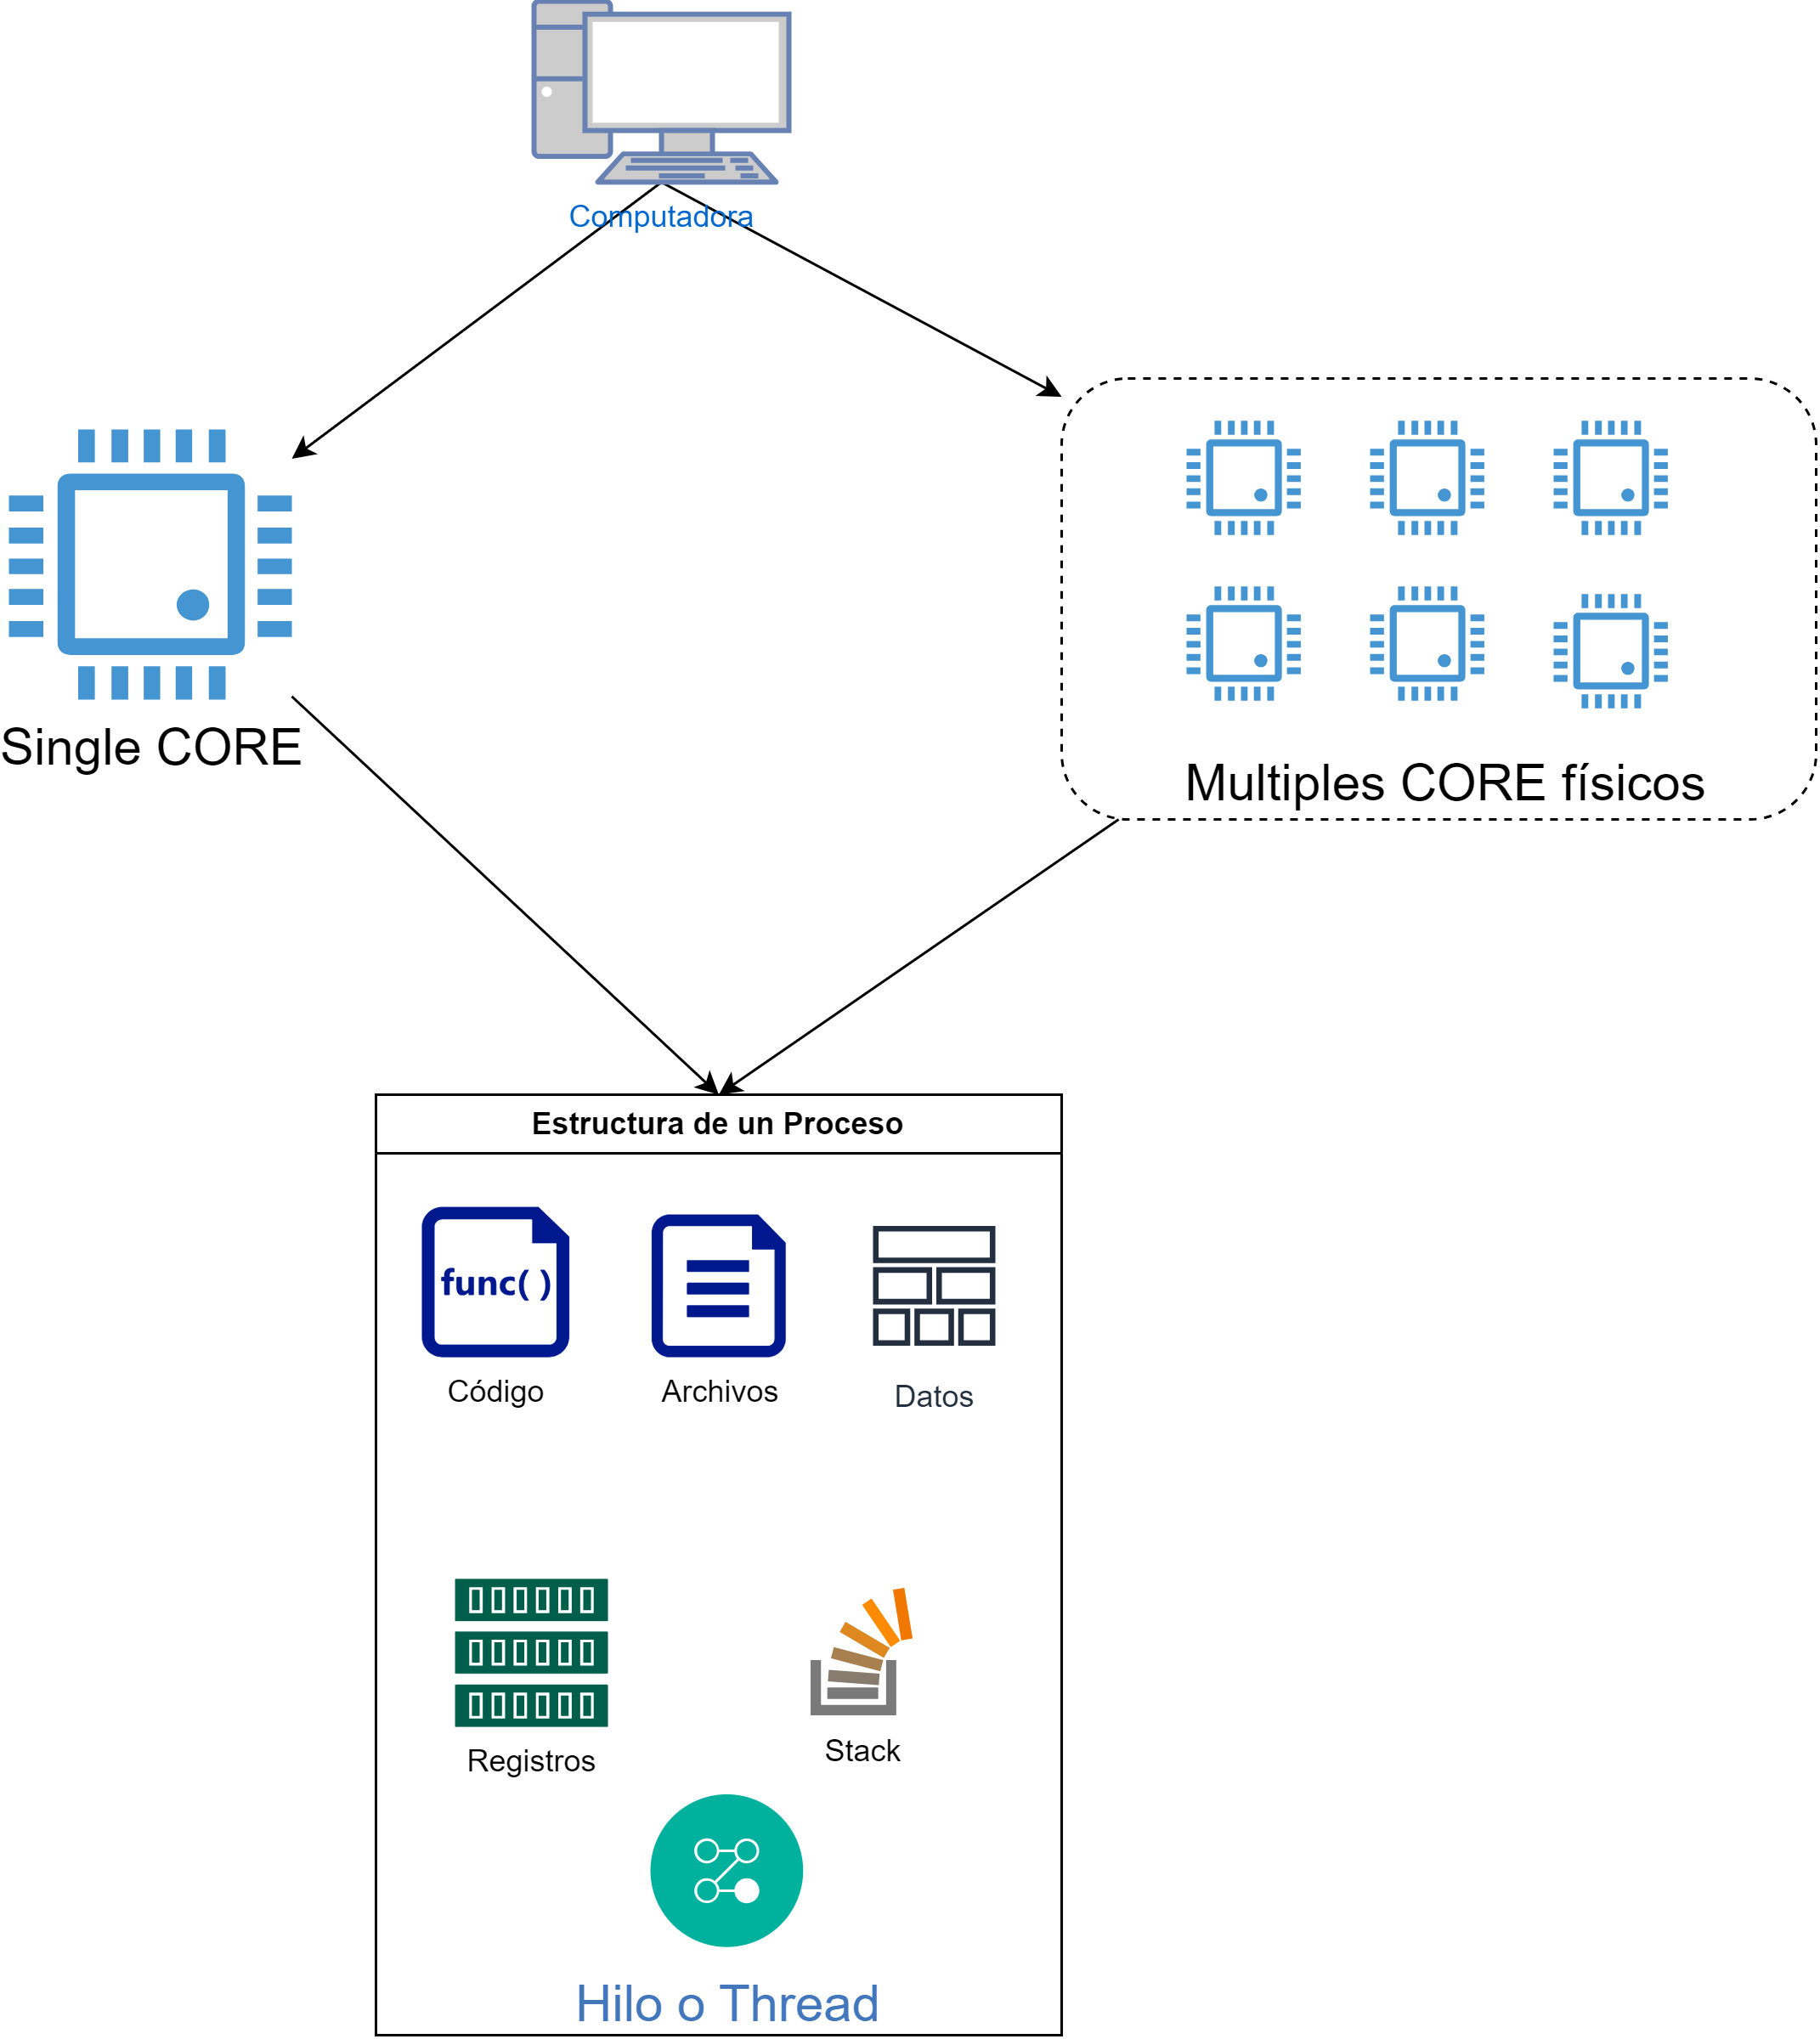 Computadora
Single CORE
Multiples CORE físicos
Estructura de un Proceso
func()
Código
Archivos
Datos
Registros
Stack
Hilo o Thread